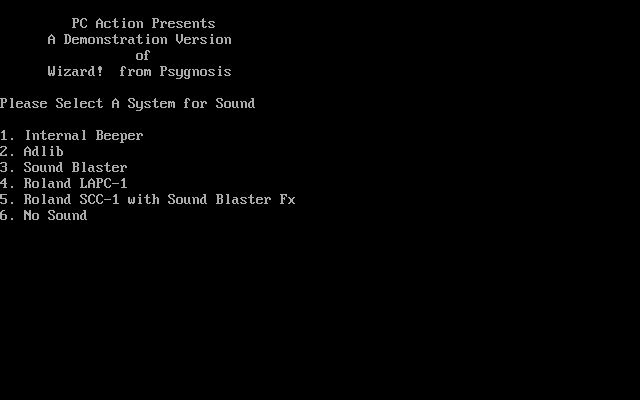 PC Action Presents
A Demonstration Version
of
Wizard!  from Psygnosis
Please Select A System for Sound
1. Internal Beeper
2. Adlib
3. Sound Blaster
4. Roland LAPC-1
5. Roland SCC-1 with Sound Blaster Fx
6. No Sound